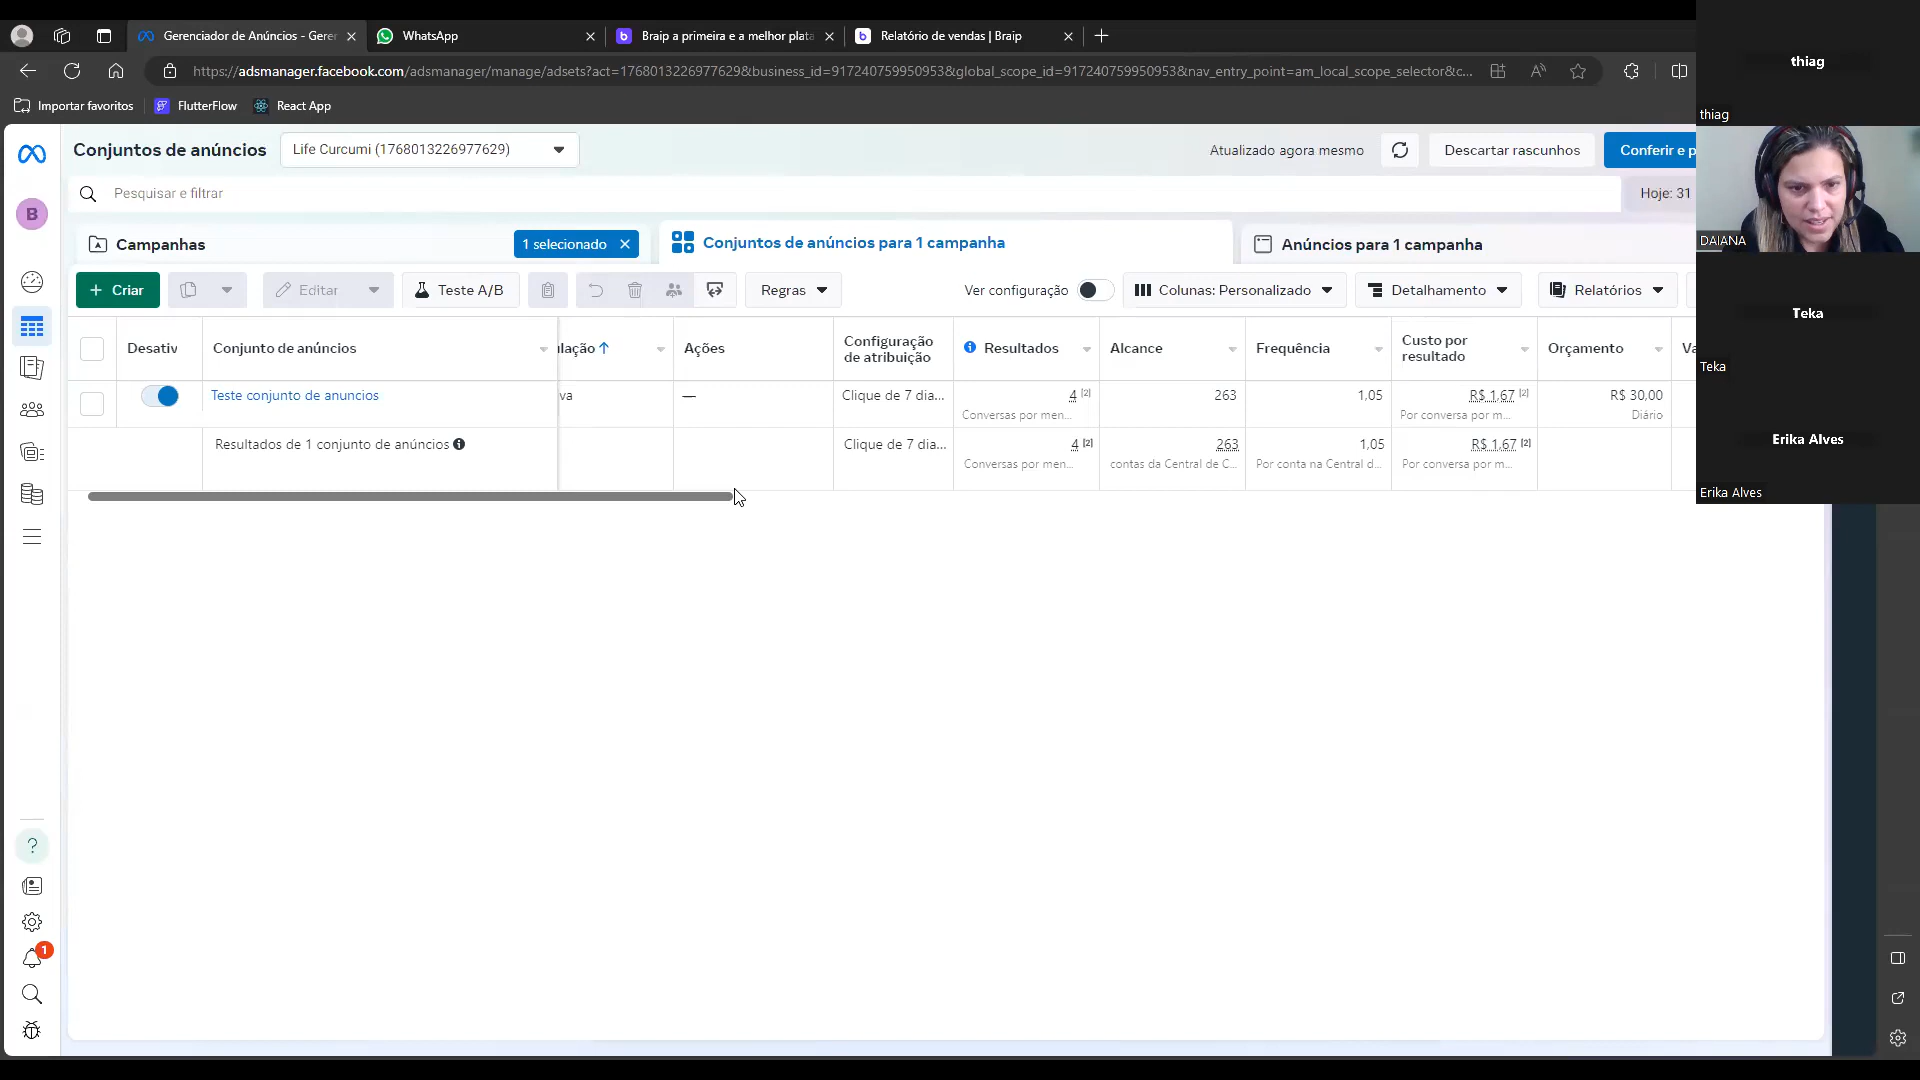 Gerenciador de Anúncios - Geren
WhatsApp
Braip a primeira e a melhor plata
Relatório de vendas | Braip
https://adsmanager.facebook.com/adsmanager/manage/adsets?act=1768013226977629&business_id=917240759950953&global_scope_id=917240759950953&nav_entry_point=am_local_scope_selector&c...
Importar favoritos
FlutterFlow
React App
thiag
thiag
DAIANA
Teka
Teka
Erika Alves
Erika Alves
B
Conjuntos de anúncios
Life Curcumi (1768013226977629)
Atualizado agora mesmo
Descartar rascunhos
Conferir e p
Pesquisar e filtrar
Hoje: 31
Campanhas
1 selecionado
Conjuntos de anúncios para 1 campanha
Anúncios para 1 campanha
+ Criar
Editar
Teste A/B
Regras
Ver configuração
Colunas: Personalizado
Detalhamento
Relatórios
Desativ
Conjunto de anúncios
lação
Ações
Configuração
de atribuição
Resultados
Alcance
Frequência
Custo por
resultado
Orçamento
Va
Teste conjunto de anuncios
va
—
Clique de 7 dia...
4 [2]
Conversas por men...
263
1,05
R$ 1,67 [2]
Por conversa por m...
R$ 30,00
Diário
Resultados de 1 conjunto de anúncios
Clique de 7 dia...
4 [2]
Conversas por men...
263
contas da Central de C...
1,05
Por conta na Central d...
R$ 1,67 [2]
Por conversa por m...
?
1